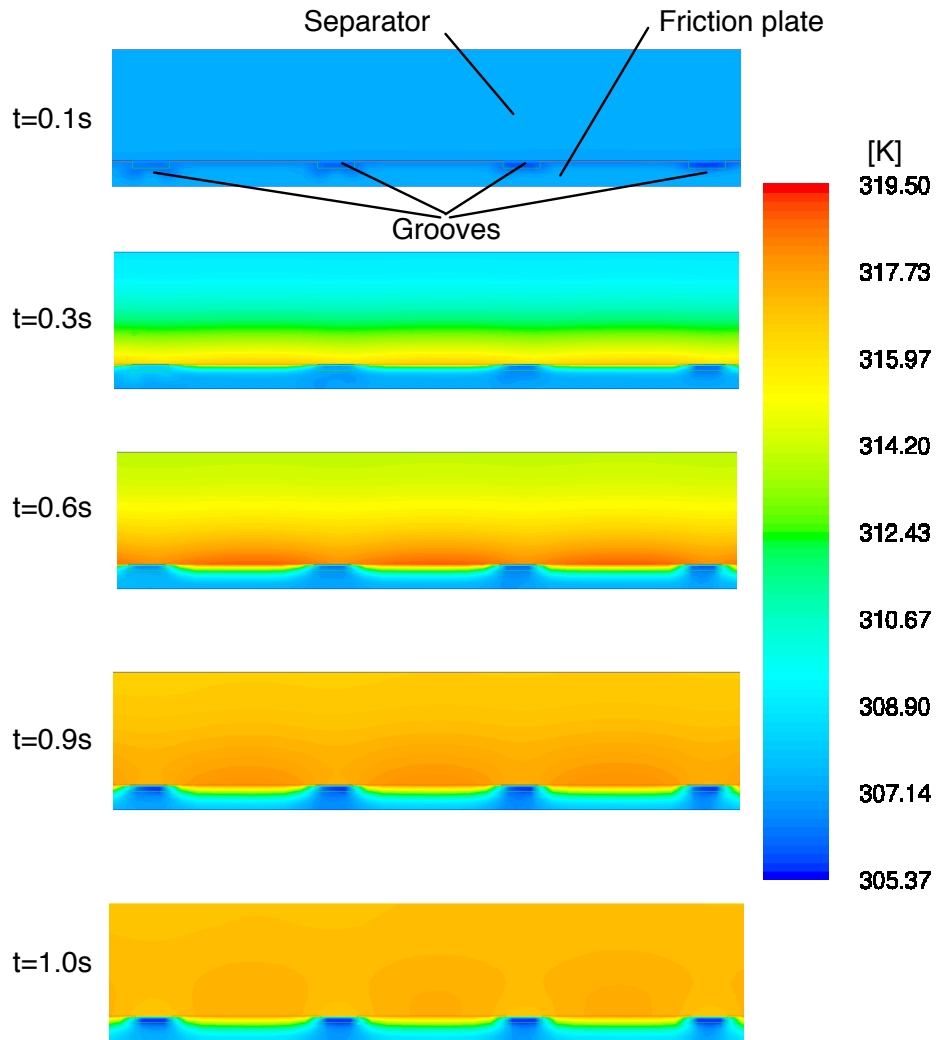 Separator
Friction plate
t=0.1s
Grooves
[K]
319.50
317.73
315.97
314.20
312.43
310.67
308.90
307.14
305.37
t=0.3s
t=0.6s
t=0.9s
t=1.0s